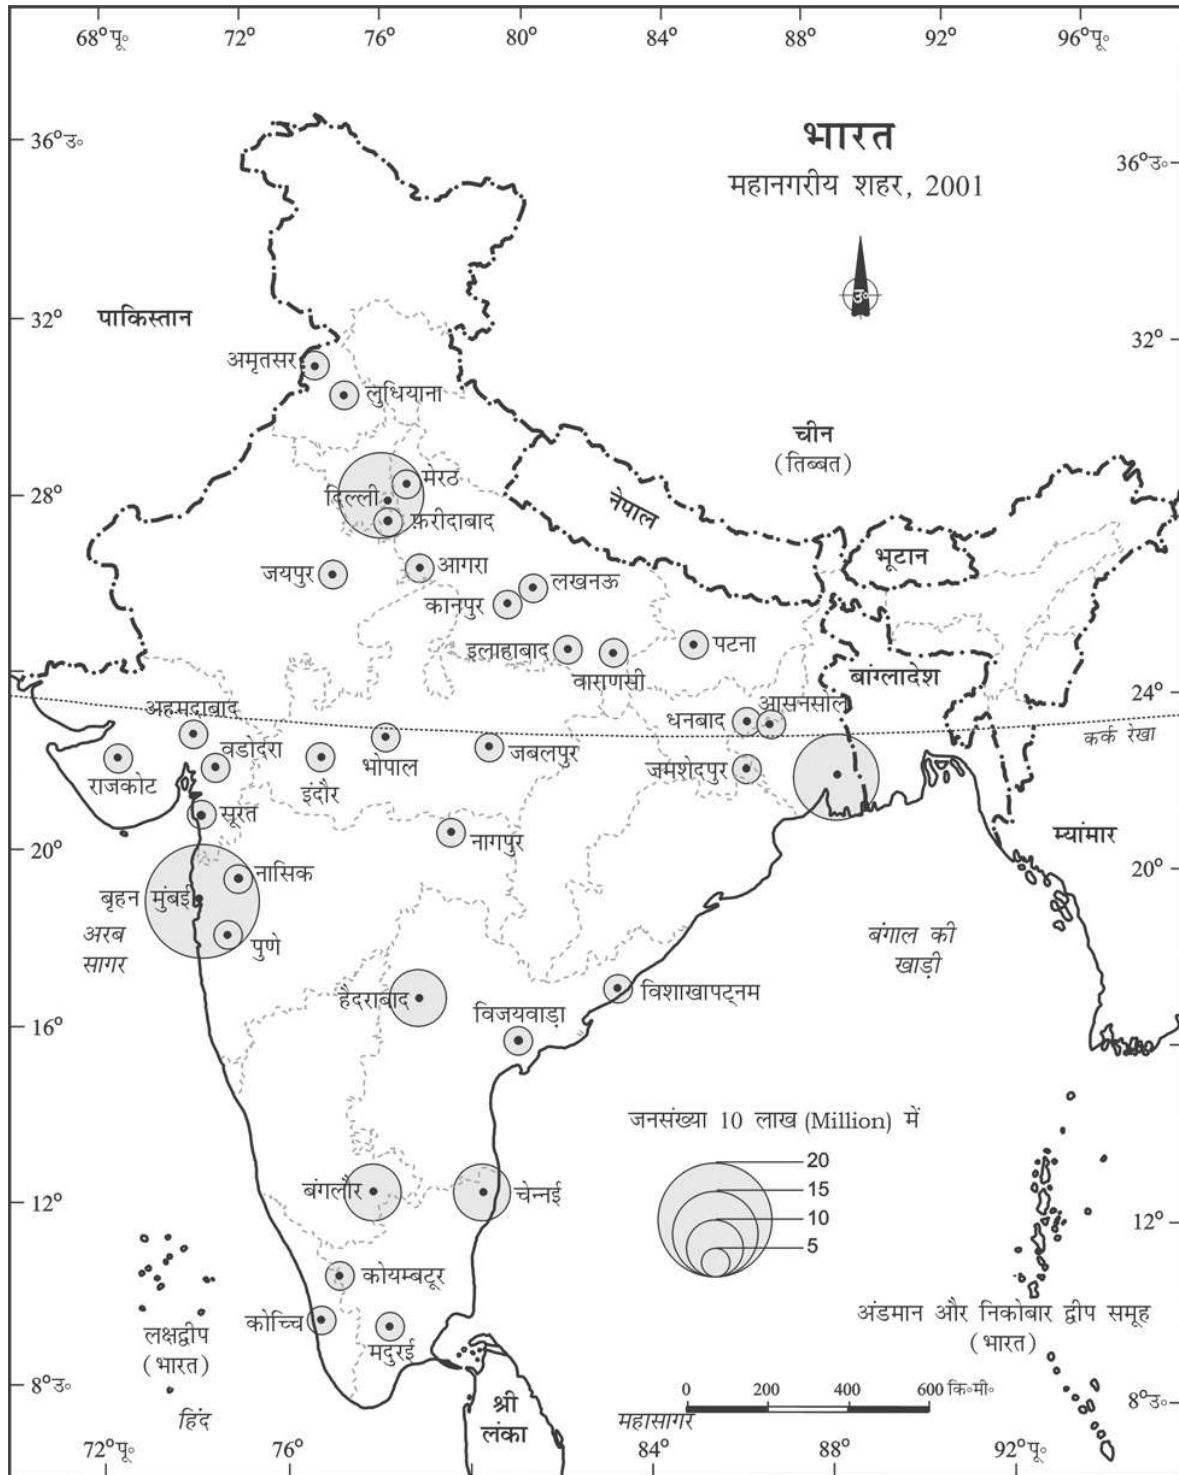 68°पू॰
72°
76°
80°
84°
88°
92°
96°पू॰
36°उ॰
भारत
महानगरीय शहर, 2001
36°उ॰
उ॰
पाकिस्तान
32°
32°
अमृतसर
लुधियाना
चीन
(तिब्बत)
मेरठ
दिल्ली
28°
नेपाल
फ़रीदाबाद
भूटान
जयपुर
आगरा
लखनऊ
कानपुर
इलाहाबाद
पटना
वाराणसी
बांग्लादेश
24°
अहमदाबाद
धनबाद
आसनसोल
कर्क रेखा
वडोदरा
भोपाल
जबलपुर
जमशेदपुर
राजकोट
इंदौर
सूरत
नागपुर
म्यांमार
20°
20°
नासिक
बृहन मुंबई
अरब
सागर
पुणे
बंगाल की
खाड़ी
हैदराबाद
विशाखापट्नम
विजयवाड़ा
16°
जनसंख्या 10 लाख (Million) में
20
15
10
5
बंगलौर
चेन्नई
12°
12°
कोयम्बटूर
कोच्चि
मदुरई
लक्षद्वीप
(भारत)
अंडमान और निकोबार द्वीप समूह
(भारत)
8°उ॰
0 200 400 600 कि॰मी॰
8°उ॰
हिंद
श्री
लंका
महासागर
72°पू॰
76°
84°
88°
92°पू॰